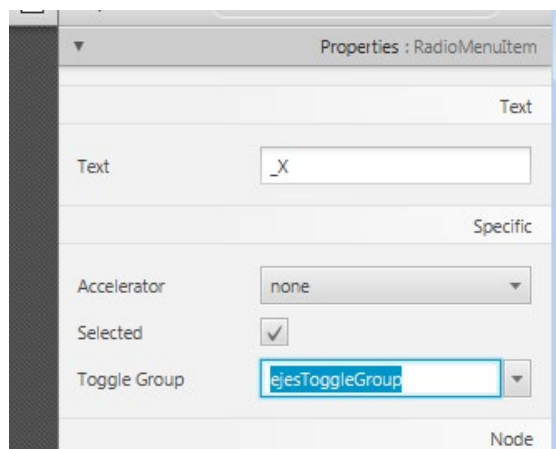 Properties : RadioMenuItem
Text
Text _X
Specific
Accelerator none
Selected
Toggle Group ejesToggleGroup
Node